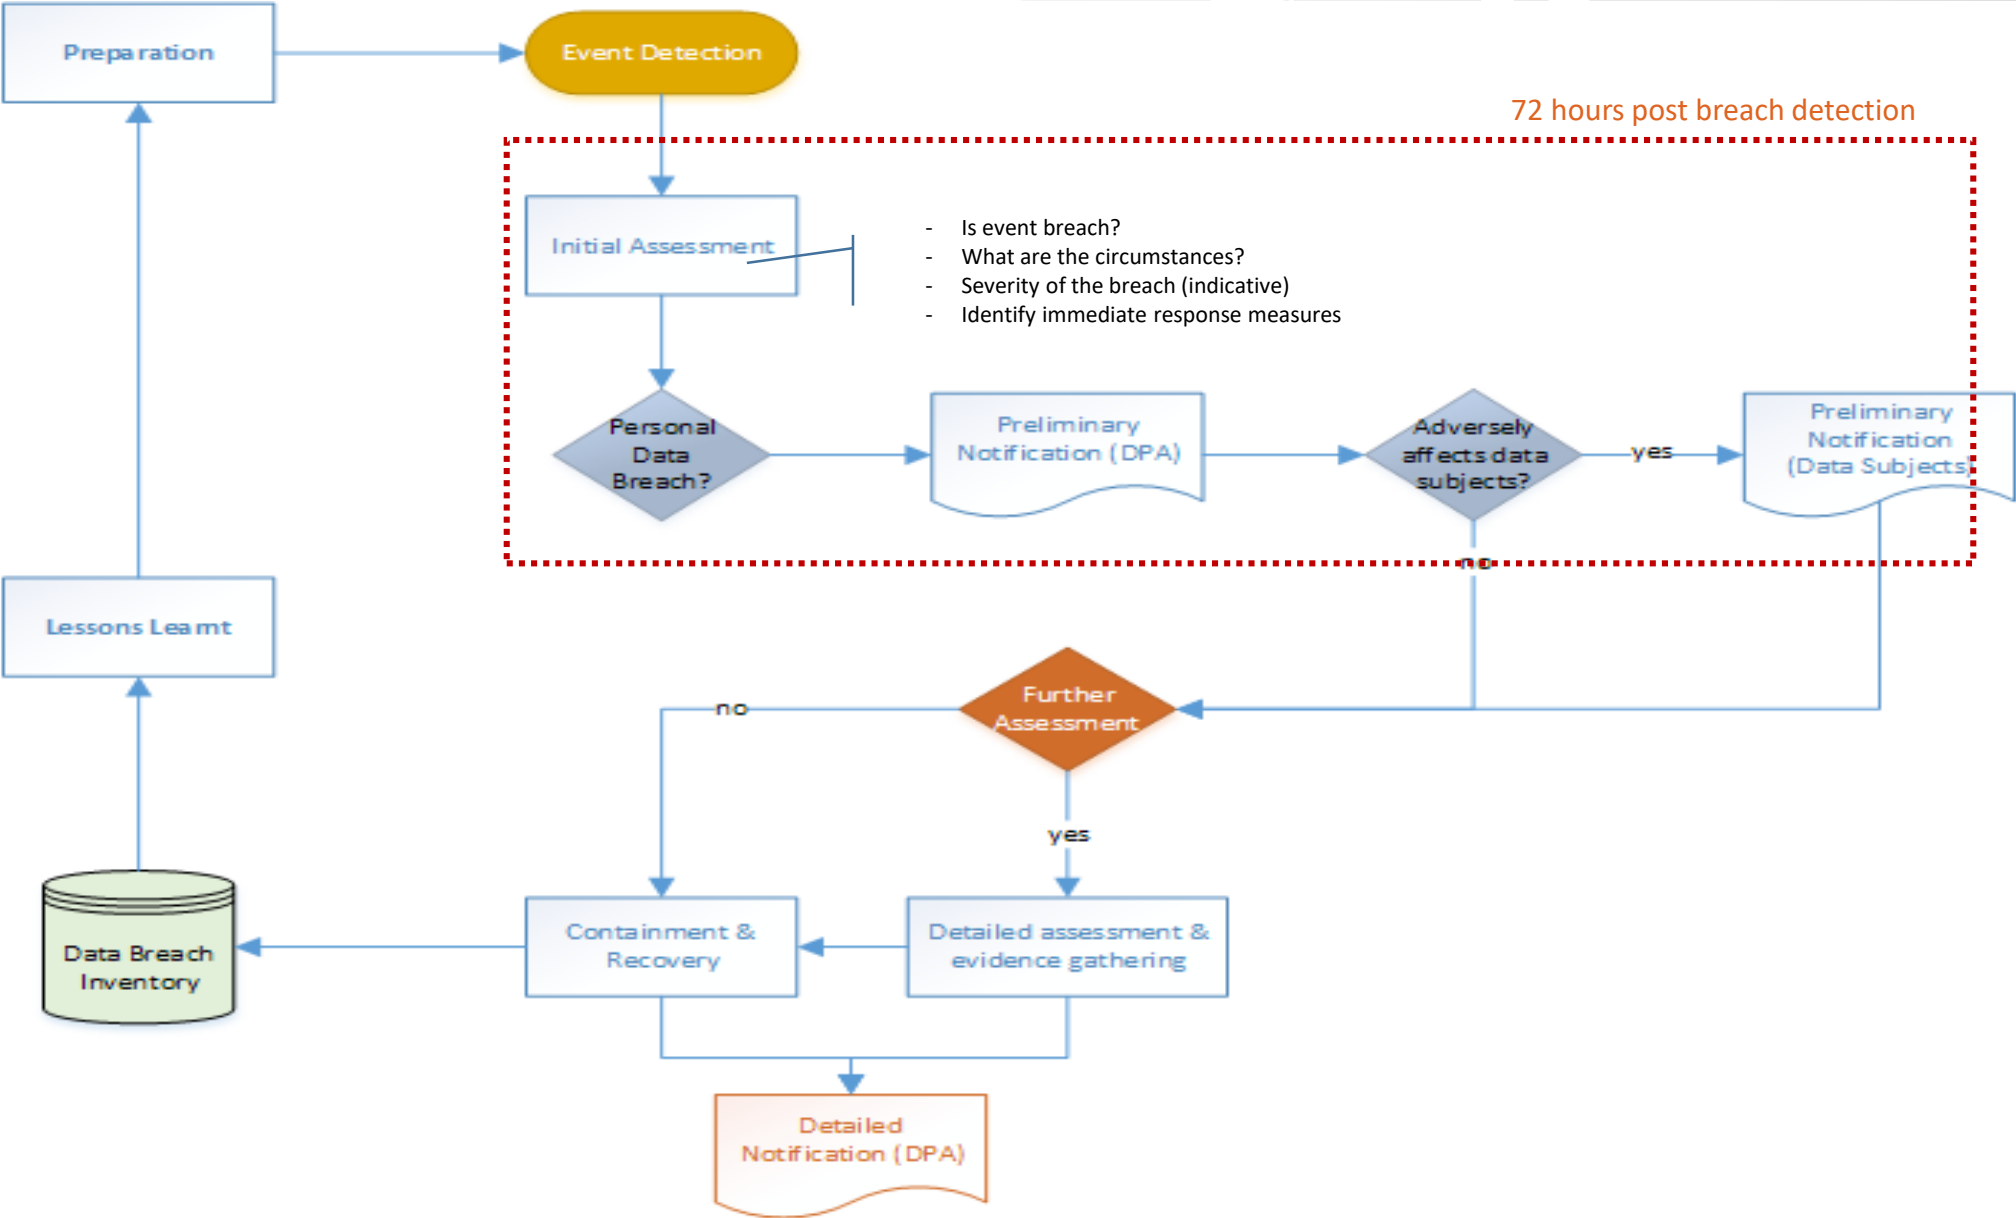 Preparation
Event Detection
72 hours post breach detection
Initial Assessment
- Is event breach?
- What are the circumstances?
- Severity of the breach (indicative)
- Identify immediate response measures
Personal
Data
Breach?
Preliminary
Notification (DPA)
Adversely
affects data
subjects?
yes
Preliminary
Notification
(Data Subjects)
no
Lessons Learnt
Further
Assessment
no
yes
Data Breach
Inventory
Containment &
Recovery
Detailed assessment &
evidence gathering
Detailed
Notification (DPA)